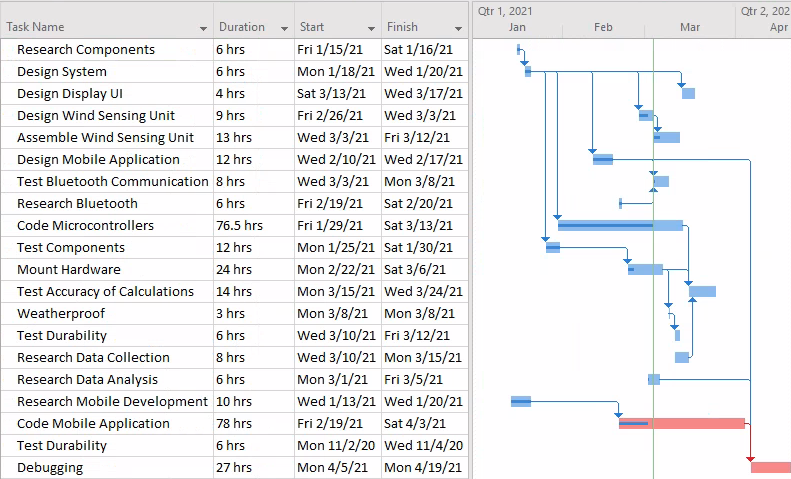 Qtr 1, 2021 Qtr 2, 202
Task Name Duration Start Finish Jan Feb Mar Apr
Research Components 6 hrs Fri 1/15/21 Sat 1/16/21
Design System 6 hrs Mon 1/18/21 Wed 1/20/21
Design Display UI 4 hrs Sat 3/13/21 Wed 3/17/21
Design Wind Sensing Unit 9 hrs Fri 2/26/21 Wed 3/3/21
Assemble Wind Sensing Unit 13 hrs Wed 3/3/21 Fri 3/12/21
Design Mobile Application 12 hrs Wed 2/10/21 Wed 2/17/21
Test Bluetooth Communication 8 hrs Wed 3/3/21 Mon 3/8/21
Research Bluetooth 6 hrs Fri 2/19/21 Sat 2/20/21
Code Microcontrollers 76.5 hrs Fri 1/29/21 Sat 3/13/21
Test Components 12 hrs Mon 1/25/21 Sat 1/30/21
Mount Hardware 24 hrs Mon 2/22/21 Sat 3/6/21
Test Accuracy of Calculations 14 hrs Mon 3/15/21 Wed 3/24/21
Weatherproof 3 hrs Mon 3/8/21 Mon 3/8/21
Test Durability 6 hrs Wed 3/10/21 Fri 3/12/21
Research Data Collection 8 hrs Wed 3/10/21 Mon 3/15/21
Research Data Analysis 6 hrs Mon 3/1/21 Fri 3/5/21
Research Mobile Development 10 hrs Wed 1/13/21 Wed 1/20/21
Code Mobile Application 78 hrs Fri 2/19/21 Sat 4/3/21
Test Durability 6 hrs Mon 11/2/20 Wed 11/4/20
Debugging 27 hrs Mon 4/5/21 Mon 4/19/21